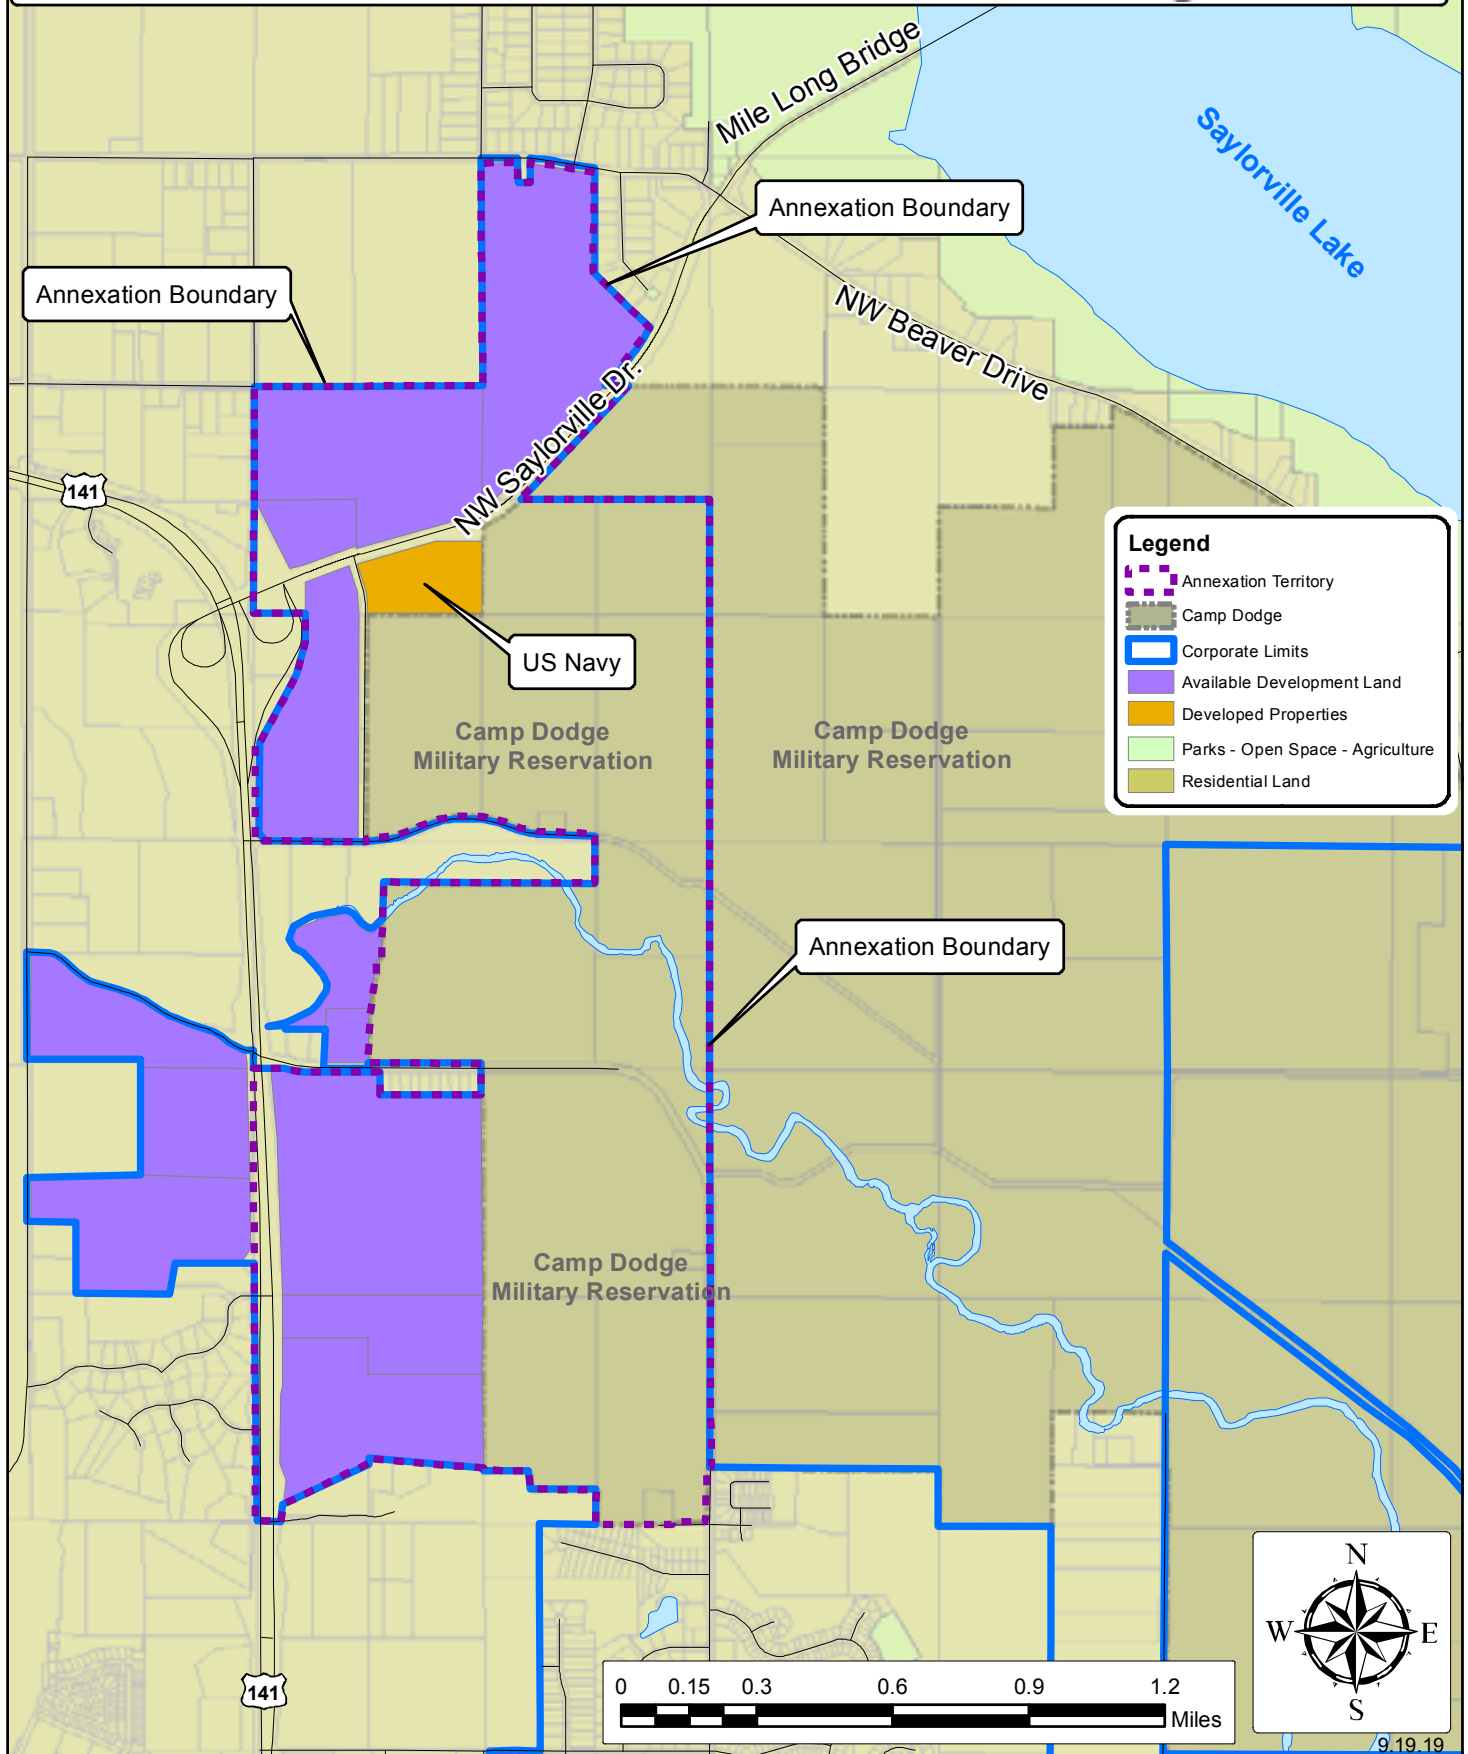 Mile Long Bridge
Saylorville Lake
Annexation Boundary
Annexation Boundary
NW Beaver Drive
NW Saylorville Dr.
141
Legend
Annexation Territory
Camp Dodge
Corporate Limits
Available Development Land
Developed Properties
Parks - Open Space - Agriculture
Residential Land
US Navy
Camp Dodge
Military Reservation
Camp Dodge
Military Reservation
Annexation Boundary
Camp Dodge
Military Reservation
141
0 0.15 0.3 0.6 0.9 1.2
Miles
N
W E
S
9.19.19